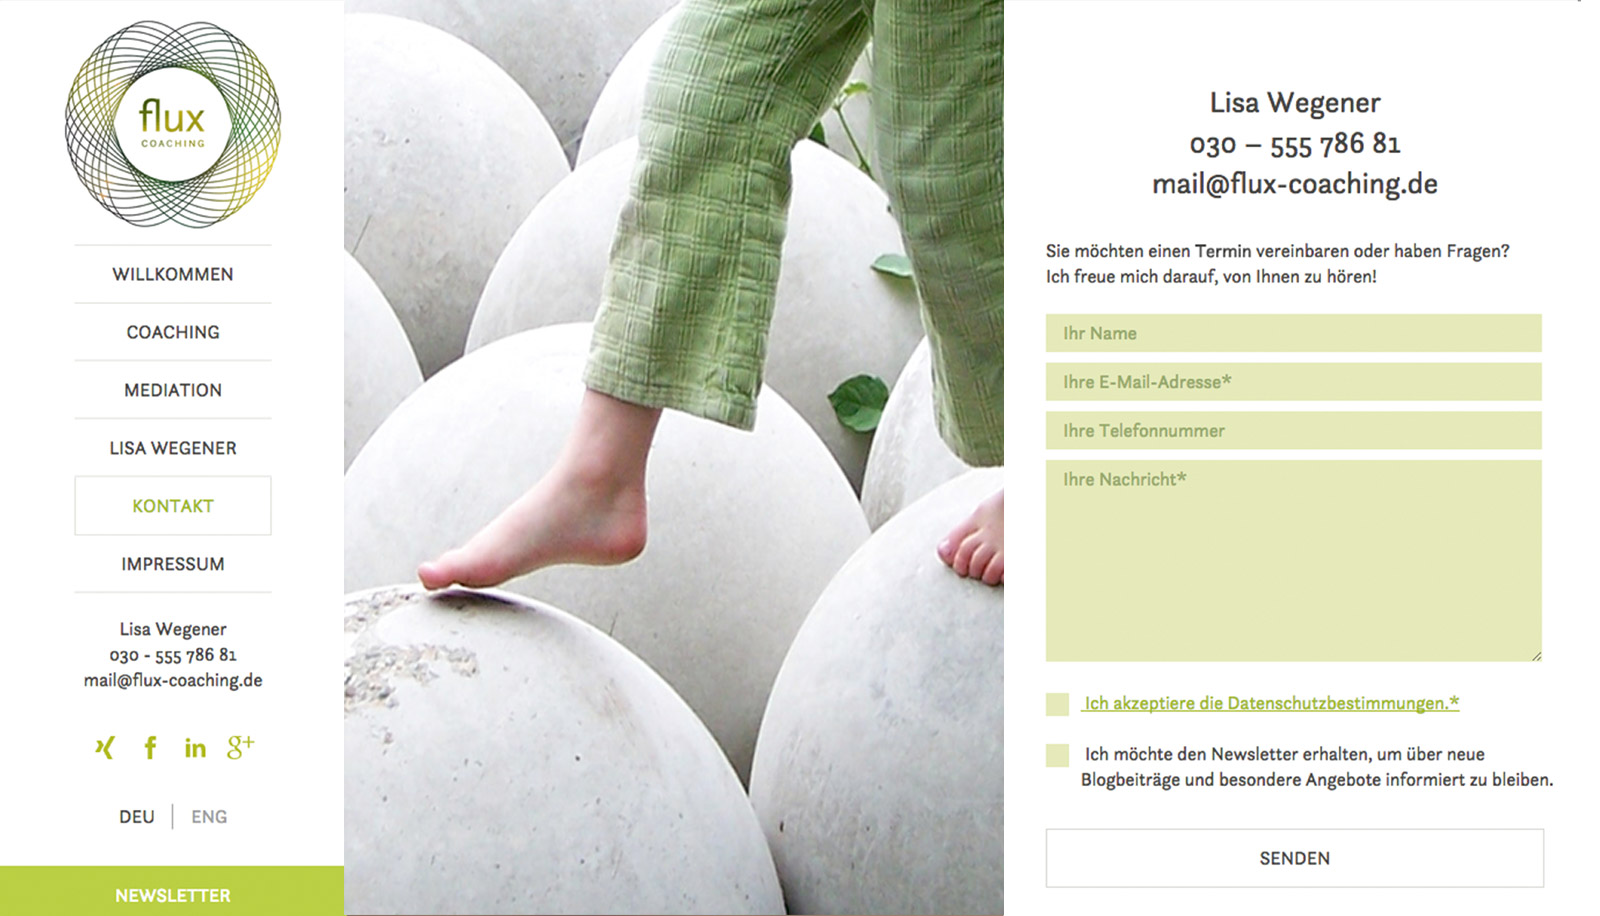 flux
COACHING
WILLKOMMEN
COACHING
MEDIATION
LISA WEGENER
KONTAKT
IMPRESSUM
Lisa Wegener
030 - 555 786 81
mail@flux-coaching.de
DEU | ENG
NEWSLETTER
Lisa Wegener
030 – 555 786 81
mail@flux-coaching.de
Sie möchten einen Termin vereinbaren oder haben Fragen?
Ich freue mich darauf, von Ihnen zu hören!
Ihr Name
Ihre E-Mail-Adresse*
Ihre Telefonnummer
Ihre Nachricht*
Ich akzeptiere die Datenschutzbestimmungen.*
Ich möchte den Newsletter erhalten, um über neue
Blogbeiträge und besondere Angebote informiert zu bleiben.
SENDEN